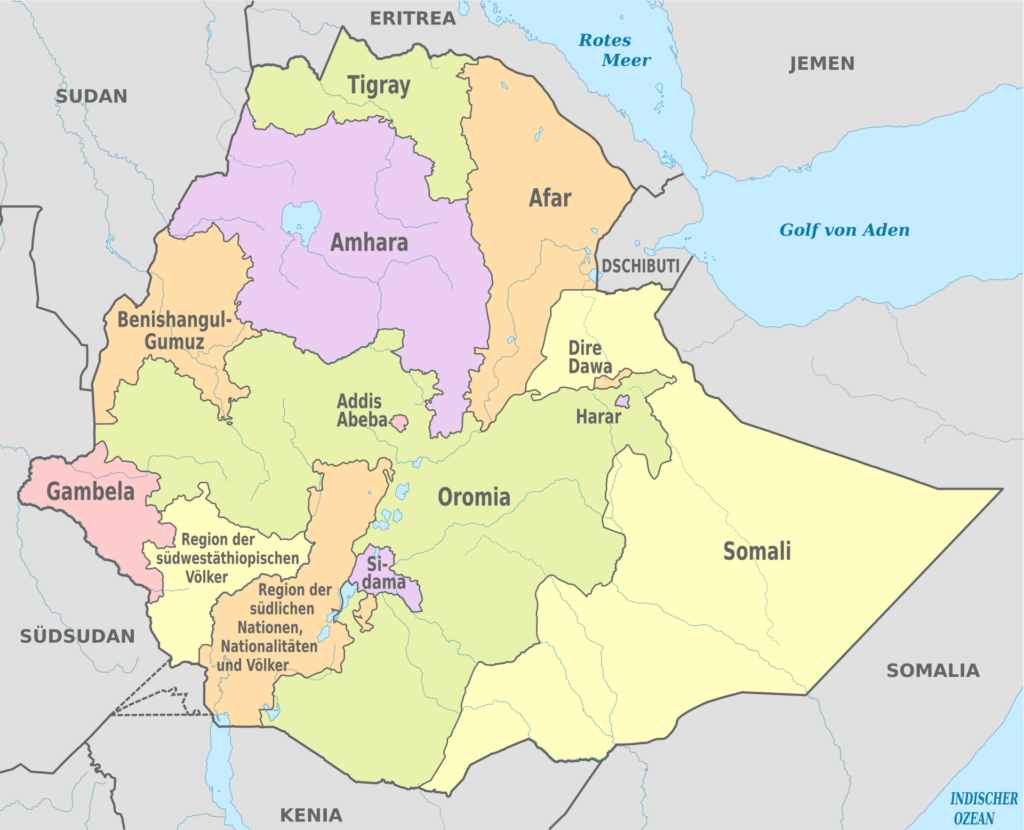 ERITREA
Rotes
Meer
JEMEN
SUDAN
Tigray
Afar
Amhara
Golf von Aden
DSCHIBUTI
Benishangul-
Gumuz
Dire
Dawa
Addis
Abeba
Harar
Gambela
Oromia
Region der
südwestäthiopischen
Völker
Somali
Si-
dama
Region der
südlichen
Nationen,
Nationalitäten
und Völker
SÜDSUDAN
SOMALIA
KENIA
INDISCHER
OZEAN